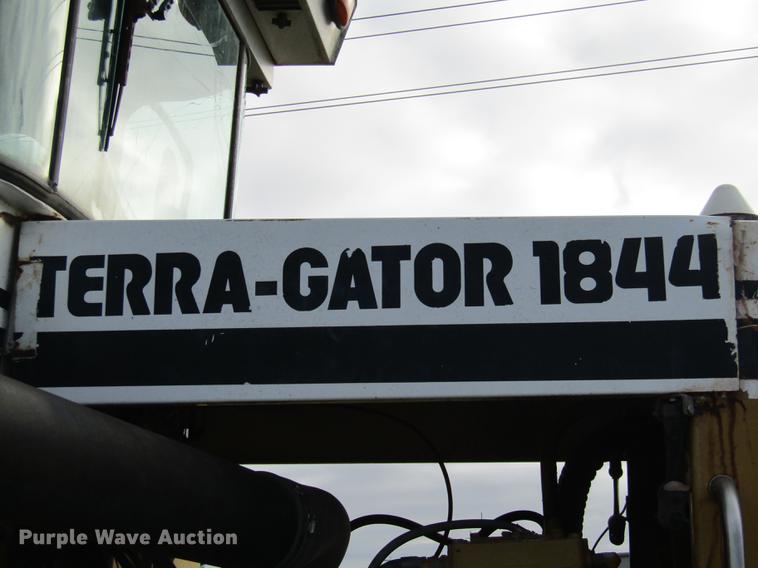 TERRA-GATOR 1844
Purple Wave Auction